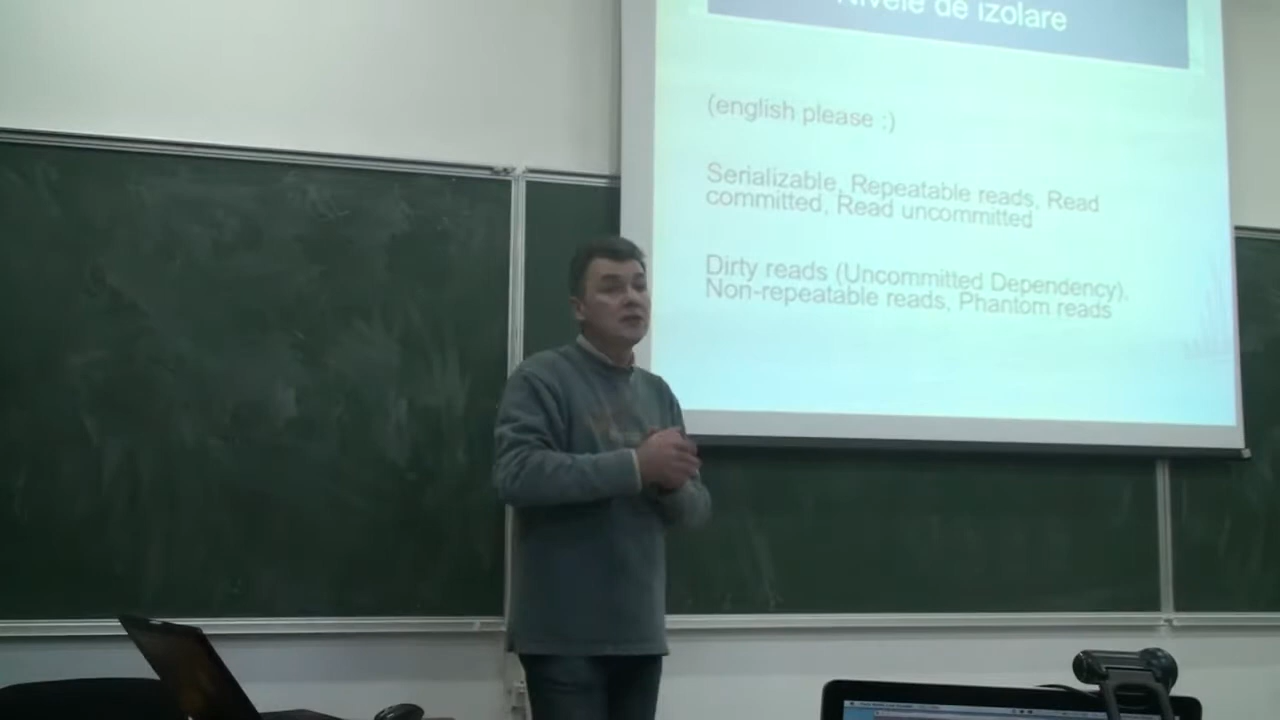 Nivele de izolare
(english please :)
Serializable, Repeatable reads, Read
committed, Read uncommitted
Dirty reads (Uncommitted Dependency),
Non-repeatable reads, Phantom reads